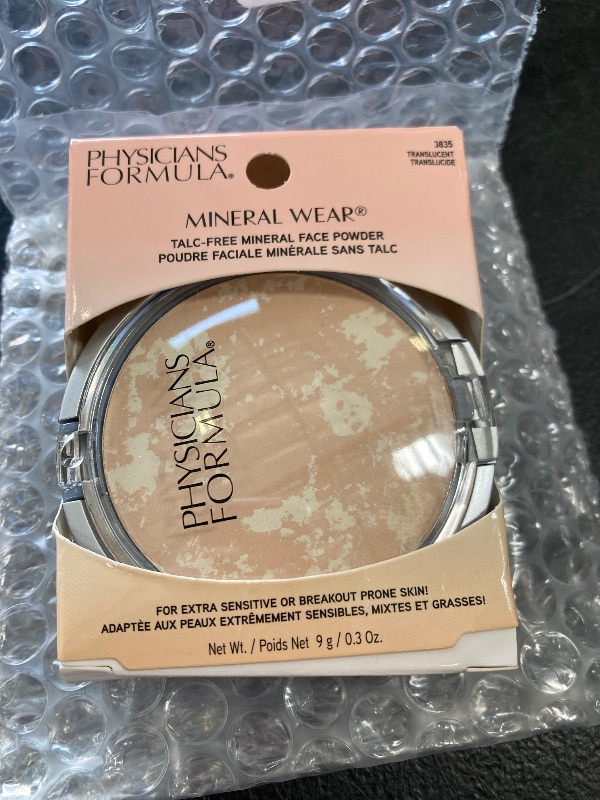 PHYSICIANS
FORMULA®
3835
TRANSLUCENT
TRANSLUCIDE
MINERAL WEAR®
TALC-FREE MINERAL FACE POWDER
POUDRE FACIALE MINÉRALE SANS TALC
PHYSICIANS
FORMULA®
FOR EXTRA SENSITIVE OR BREAKOUT PRONE SKIN!
ADAPTÈE AUX PEAUX EXTRÊMEMENT SENSIBLES, MIXTES ET GRASSES!
Net Wt. / Poids Net 9 g / 0.3 Oz.